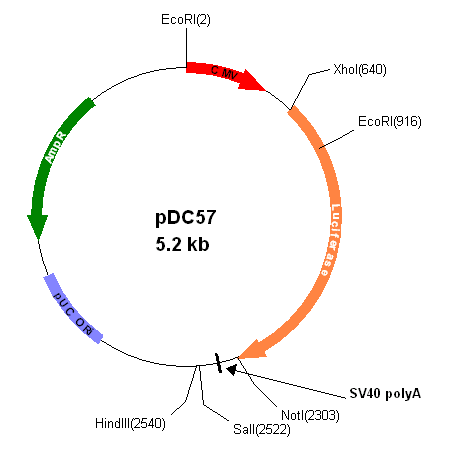 EcoRI(2)
CMV
XhoI(640)
EcoRI(916)
AmpR
pDC57
5.2 kb
Luciferase
pUC ORI
SV40 polyA
NotI(2303)
HindIII(2540)
SalI(2522)